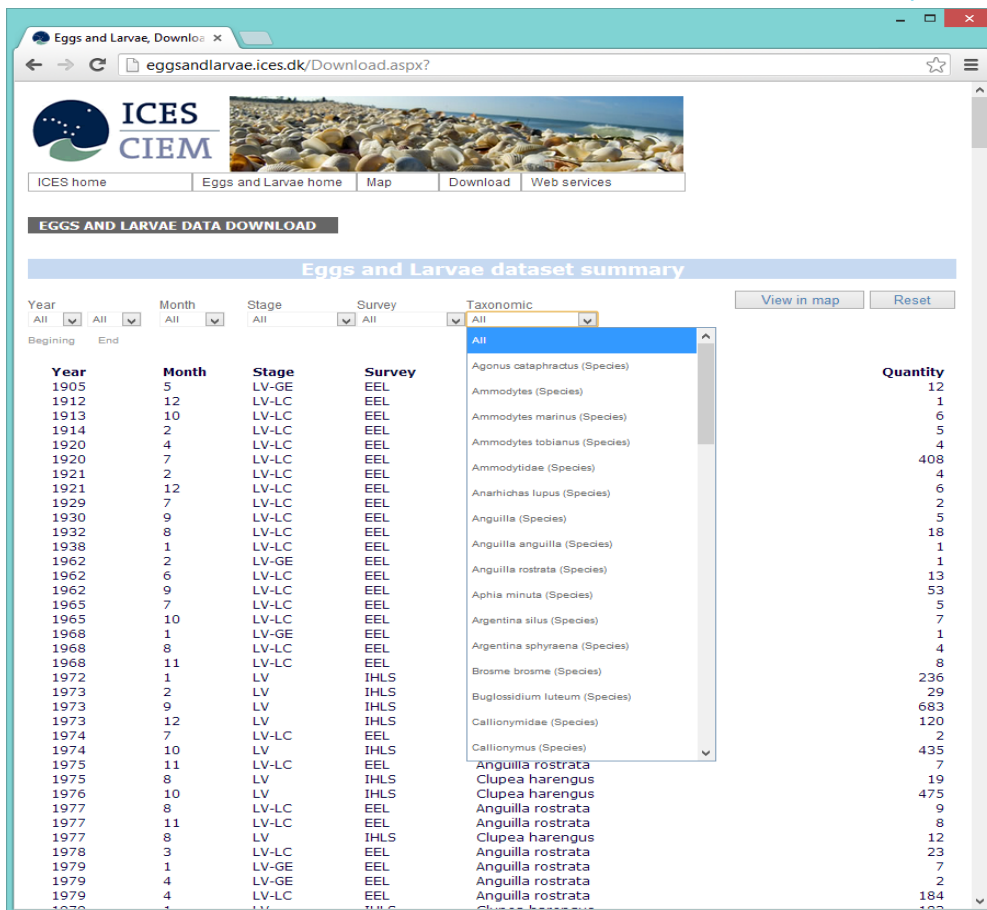 Eggs and Larvae, Downloa ×
eggsandlarvae.ices.dk/Download.aspx?
ICES
CIEM
ICES home Eggs and Larvae home Map Download Web services
EGGS AND LARVAE DATA DOWNLOAD
Eggs and Larvae dataset summary
Year Month Stage Survey Taxonomic View in map Reset
All All All All All All
Begining End
All
Year Month Stage Survey Quantity
Agonus cataphractus (Species)
1905 5 LV-GE EEL 12
Ammodytes (Species)
1912 12 LV-LC EEL 1
1913 10 LV-LC EEL 6
Ammodytes marinus (Species)
1914 2 LV-LC EEL 5
1920 4 LV-LC EEL 4
Ammodytes tobianus (Species)
1920 7 LV-LC EEL 408
Ammodytidae (Species)
1921 2 LV-LC EEL 4
1921 12 LV-LC EEL 6
Anarhichas lupus (Species)
1929 7 LV-LC EEL 2
1930 9 LV-LC EEL 5
Anguilla (Species)
1932 8 LV-LC EEL 18
1938 1 LV-LC EEL 1
Anguilla anguilla (Species)
1962 2 LV-GE EEL 1
Anguilla rostrata (Species)
1962 6 LV-LC EEL 13
1962 9 LV-LC EEL 53
Aphia minuta (Species)
1965 7 LV-LC EEL 5
1965 10 LV-LC EEL 7
Argentina silus (Species)
1968 1 LV-GE EEL 1
1968 8 LV-LC EEL 4
Argentina sphyraena (Species)
1968 11 LV-LC EEL 8
Brosme brosme (Species)
1972 1 LV IHLS 236
1973 2 LV IHLS 29
Buglossidium luteum (Species)
1973 9 LV IHLS 683
1973 12 LV IHLS 120
Callionymidae (Species)
1974 7 LV-LC EEL 2
1974 10 LV IHLS 435
Callionymus (Species)
1975 11 LV-LC EEL Anguilla rostrata 7
1975 8 LV IHLS Clupea harengus 19
1976 10 LV IHLS Clupea harengus 475
1977 8 LV-LC EEL Anguilla rostrata 9
1977 11 LV-LC EEL Anguilla rostrata 8
1977 8 LV IHLS Clupea harengus 12
1978 3 LV-LC EEL Anguilla rostrata 23
1979 1 LV-GE EEL Anguilla rostrata 7
1979 4 LV-GE EEL Anguilla rostrata 2
1979 4 LV-LC EEL Anguilla rostrata 184